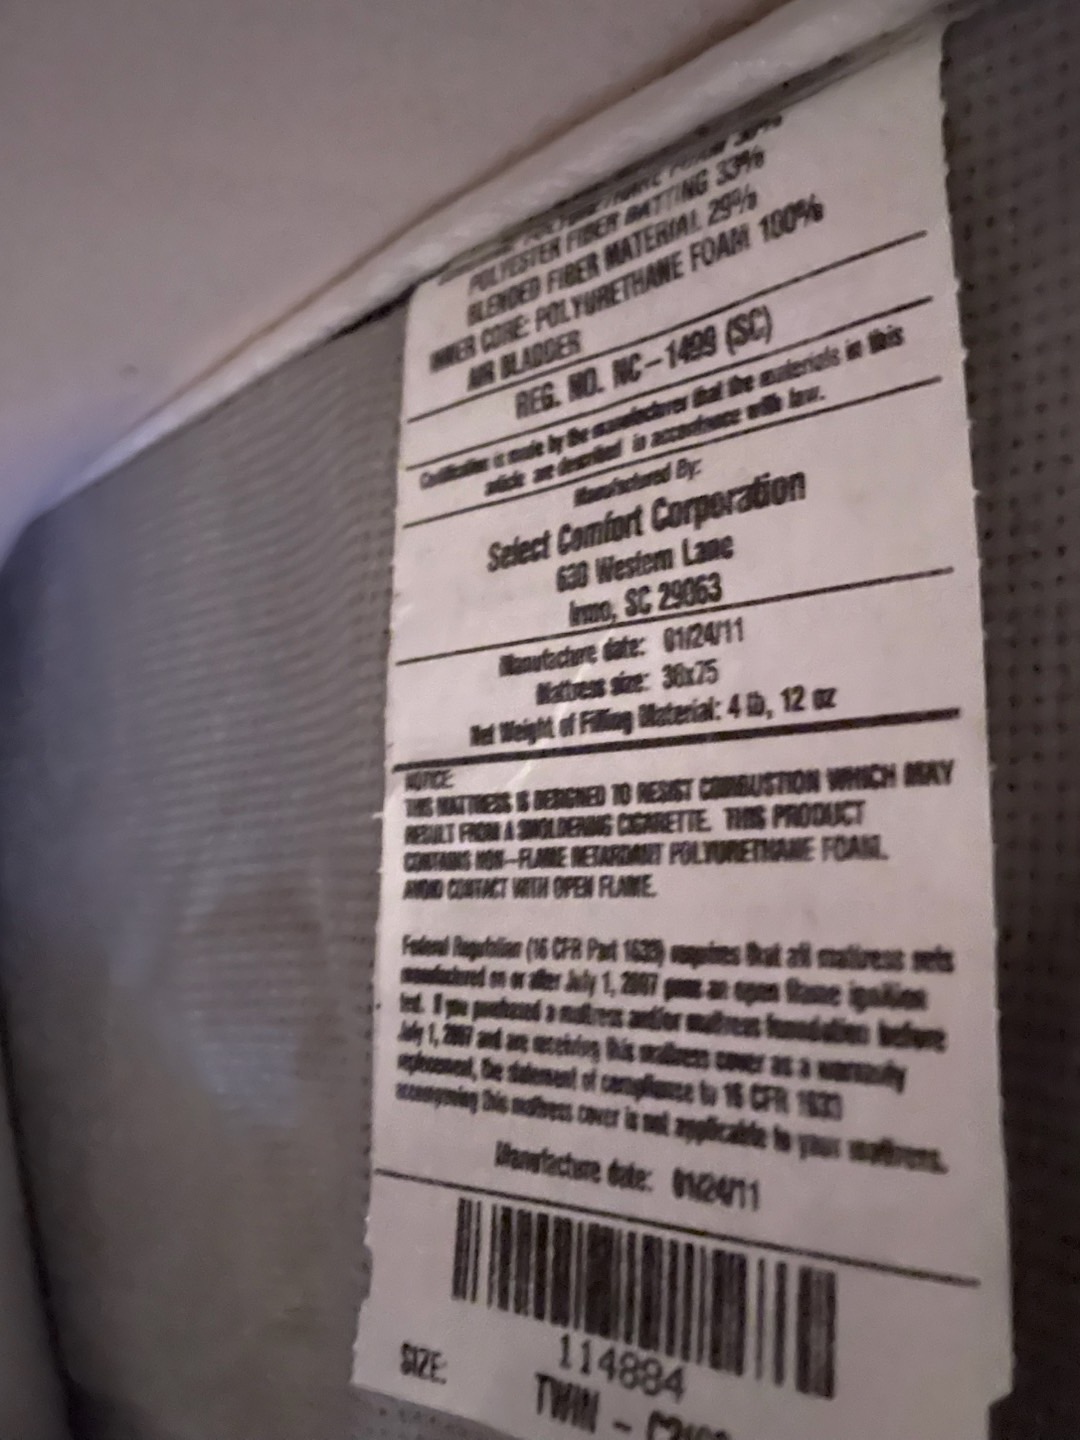 POLYURETHANE FOAM
POLYESTER FIBER BATTING 33%
BLENDED FIBER MATERIAL 29%
INNER CORE: POLYURETHANE FOAM 100%
AIR BLADDER
REG. NO. NC-1499 (SC)
Certification is made by the manufacturer that the materials in this
article are described in accordance with law.
Manufactured By:
Select Comfort Corporation
630 Western Lane
Irmo, SC 29063
Manufacture date: 01/24/11
Mattress size: 38x75
Net Weight of Filling Material: 4 lb, 12 oz
NOTICE:
THIS MATTRESS IS DESIGNED TO RESIST COMBUSTION WHICH MAY
RESULT FROM A SMOLDERING CIGARETTE. THIS PRODUCT
CONTAINS NON-FLAME RETARDANT POLYURETHANE FOAM.
AVOID CONTACT WITH OPEN FLAME.
Federal Regulation (16 CFR Part 1633) requires that all mattress sets
manufactured on or after July 1, 2007 pass an open flame ignition
test. If you purchased a mattress and/or mattress foundation before
July 1, 2007 and are receiving this mattress cover as a warranty
replacement, the statement of compliance to 16 CFR 1633
accompanying this mattress cover is not applicable to your mattress.
Manufacture date: 01/24/11
114884
SIZE:
TWIN -